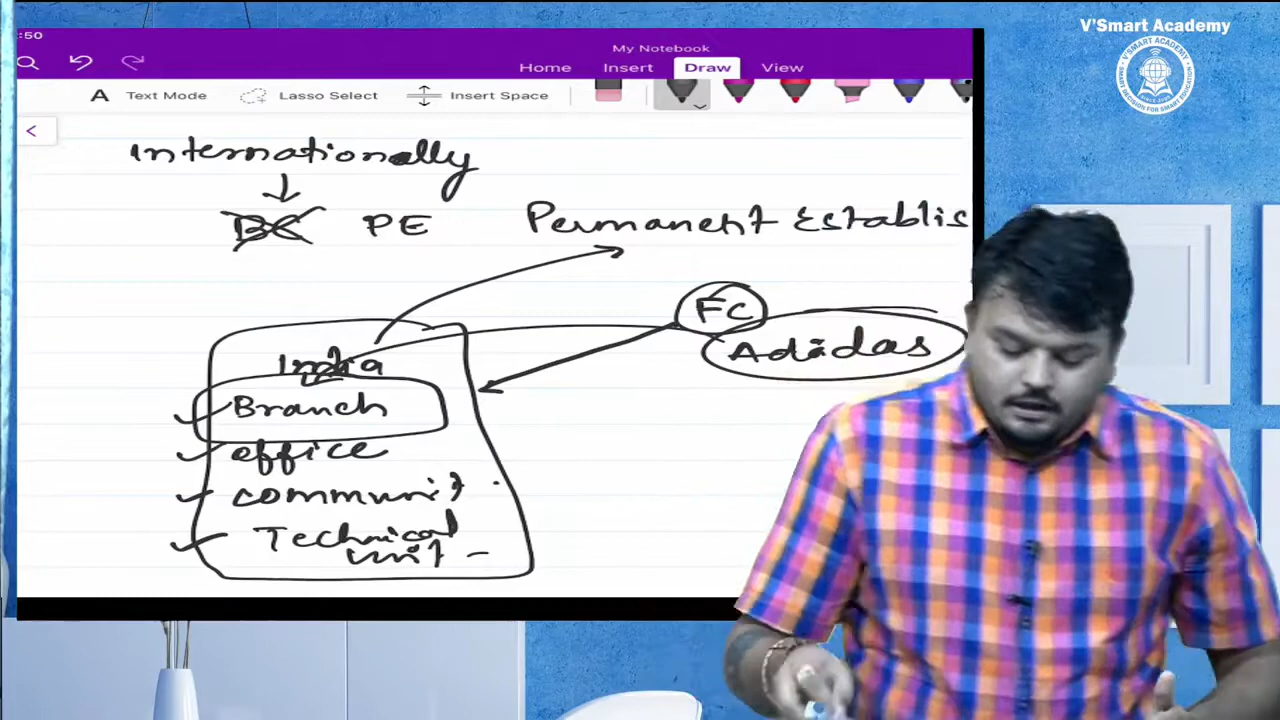 V'Smart Academy
:50
My Notebook
Home Insert Draw View
A Text Mode Lasso Select Insert Space
Internationally
BC PE Permanent Establis
FC
Adidas
India
Branch
office
communit
Technical
unit